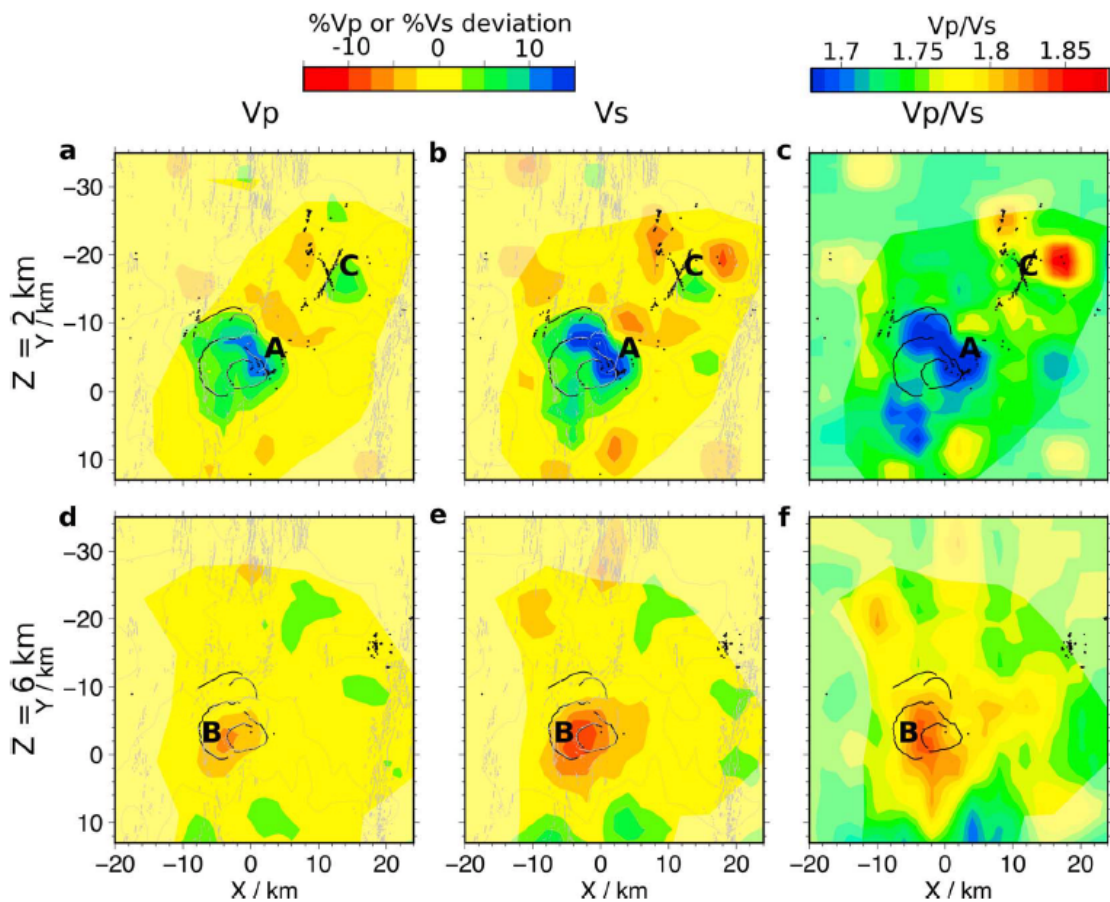 %Vp or %Vs deviation
-10 0 10
Vp/Vs
1.7 1.75 1.8 1.85
Vp Vs Vp/Vs
a b c
Z = 2 km
Y / km
−30
−20
−10
0
10
C C C
A A A
d e f
Z = 6 km
Y / km
−30
−20
−10
0
10
B B B
−20 −10 0 10 20 −20 −10 0 10 20 −20 −10 0 10 20
X / km X / km X / km